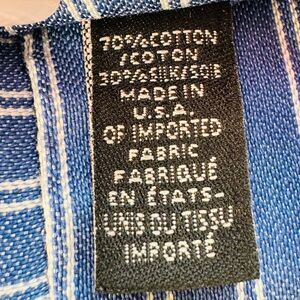 70%COTTON
/COTON
30%SILK/SOIE
MADE IN
U.S.A.
OF IMPORTED
FABRIC
FABRIQUÉ
EN ÉTATS-
UNIS DU TISSU
IMPORTÉ